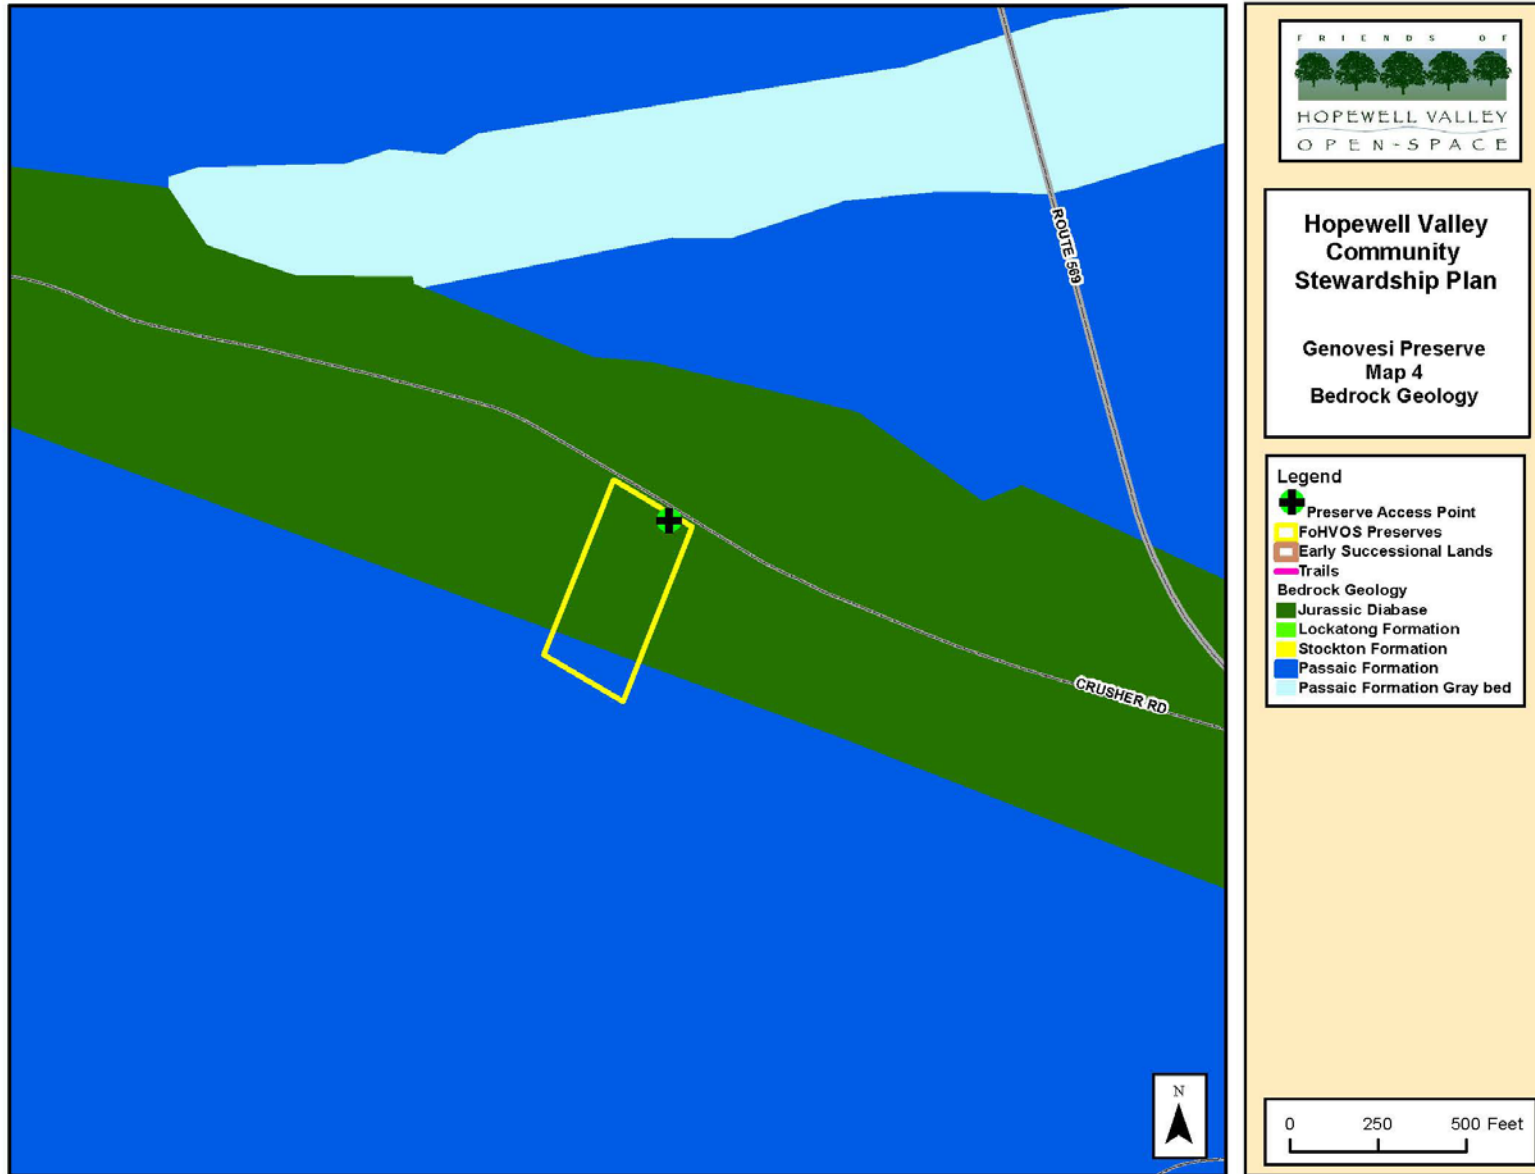 ROUTE 569
CRUSHER RD
N
FRIENDS OF
HOPEWELL VALLEY
OPEN-SPACE
Hopewell Valley
Community
Stewardship Plan
Genovesi Preserve
Map 4
Bedrock Geology
Legend
Preserve Access Point
FoHVOS Preserves
Early Successional Lands
Trails
Bedrock Geology
Jurassic Diabase
Lockatong Formation
Stockton Formation
Passaic Formation
Passaic Formation Gray bed
0 250 500 Feet